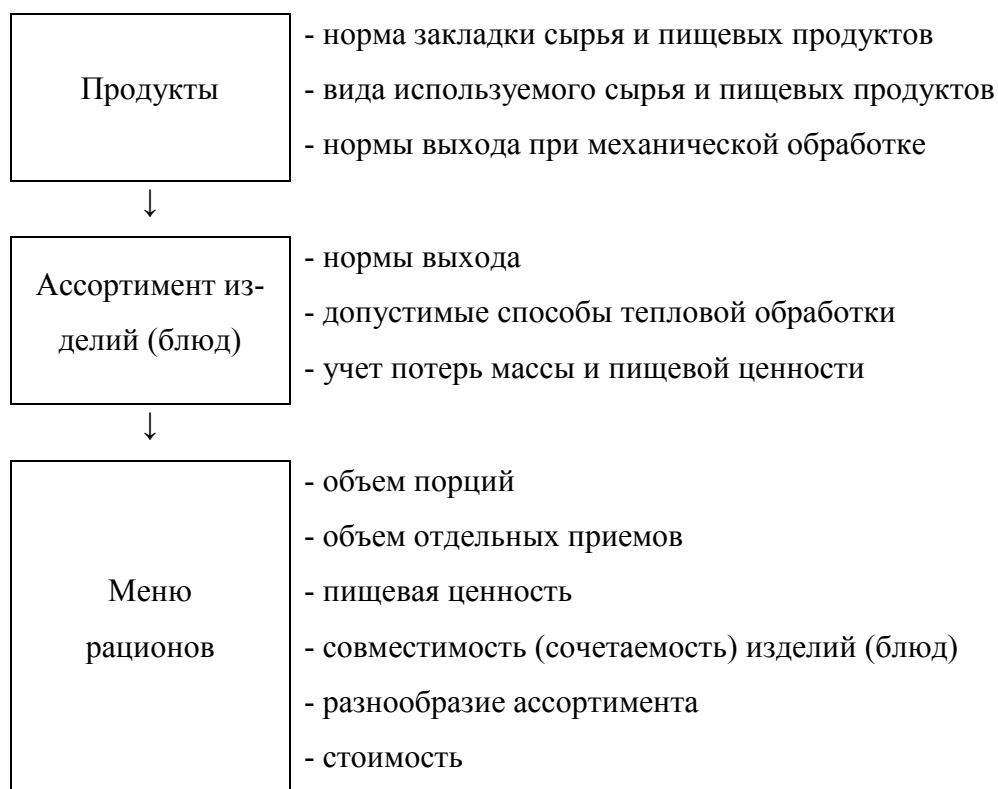 Продукты
- норма закладки сырья и пищевых продуктов
- вида используемого сырья и пищевых продуктов
- нормы выхода при механической обработке
↓
Ассортимент из-
делий (блюд)
- нормы выхода
- допустимые способы тепловой обработки
- учет потерь массы и пищевой ценности
↓
Меню
рационов
- объем порций
- объем отдельных приемов
- пищевая ценность
- совместимость (сочетаемость) изделий (блюд)
- разнообразие ассортимента
- стоимость